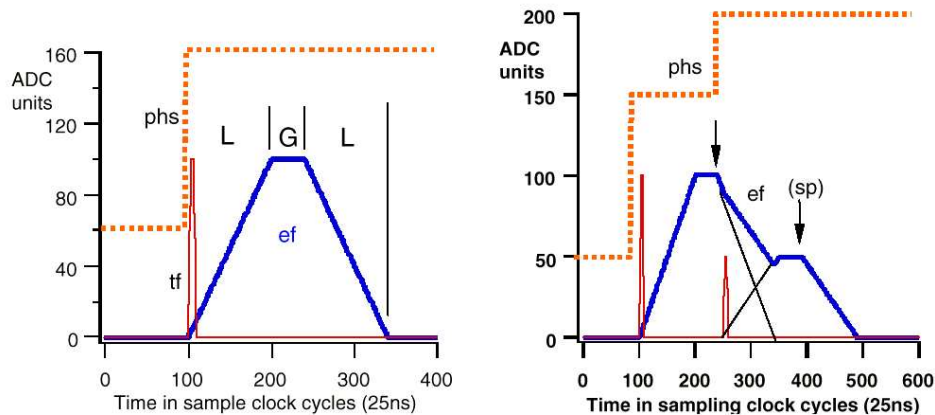 160
ADC
units
120
80
40
0
phs
L
G
L
ef
tf
0
100
200
300
400
Time in sample clock cycles (25ns)
200
ADC
units
150
100
50
0
phs
ef
(sp)
0
100
200
300
400
500
600
Time in sampling clock cycles (25ns)